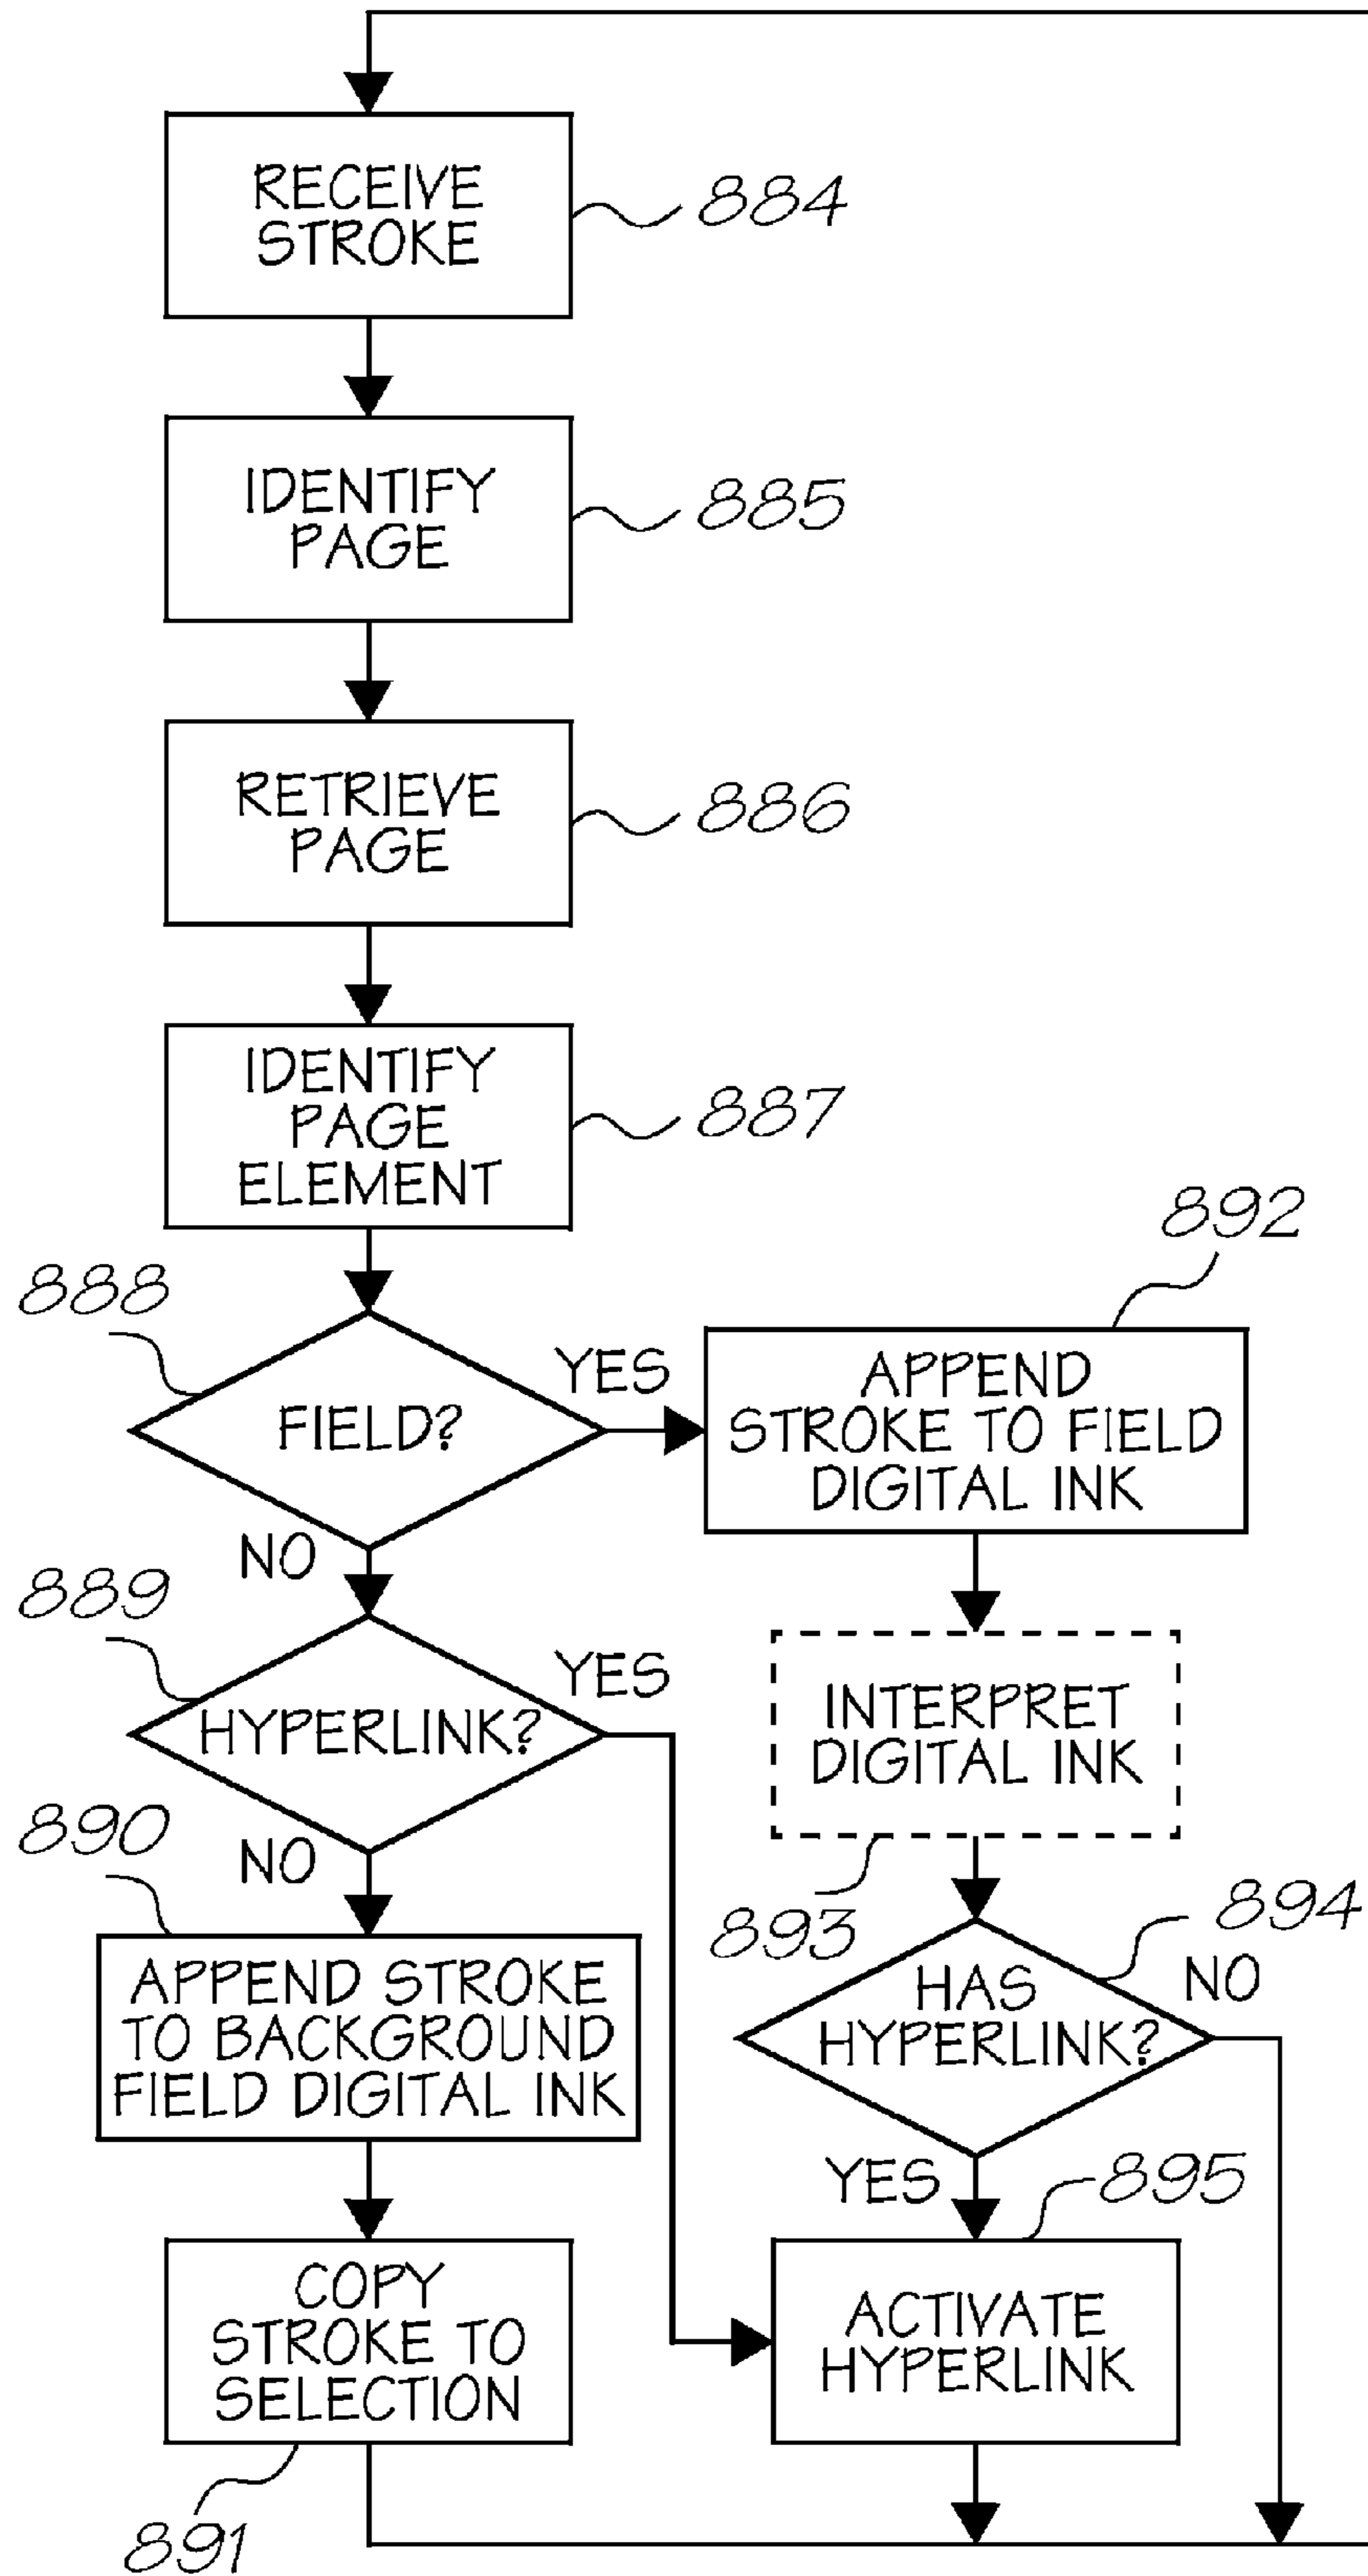 RECEIVE
STROKE
884
IDENTIFY
PAGE
885
RETRIEVE
PAGE
886
IDENTIFY
PAGE
ELEMENT
887
888
FIELD?
YES
NO
892
APPEND
STROKE TO FIELD
DIGITAL INK
889
HYPERLINK?
YES
NO
INTERPRET
DIGITAL INK
893
890
APPEND STROKE
TO BACKGROUND
FIELD DIGITAL INK
894
HAS
HYPERLINK?
NO
YES
895
COPY
STROKE TO
SELECTION
891
ACTIVATE
HYPERLINK